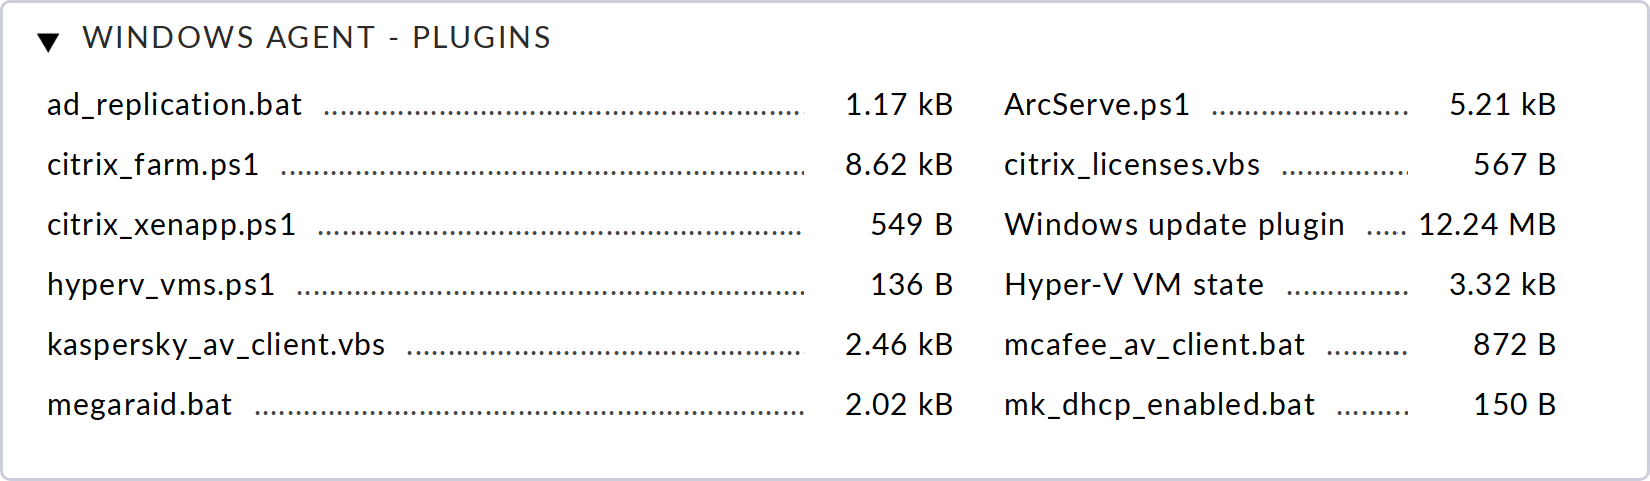 WINDOWS AGENT - PLUGINS
ad_replication.bat ........................................................ 1.17 kB ArcServe.ps1 ........................ 5.21 kB
citrix_farm.ps1 ............................................................. 8.62 kB citrix_licenses.vbs ............... 567 B
citrix_xenapp.ps1 ......................................................... 549 B Windows update plugin ..... 12.24 MB
hyperv_vms.ps1 ........................................................... 136 B Hyper-V VM state ............... 3.32 kB
kaspersky_av_client.vbs .............................................. 2.46 kB mcafee_av_client.bat .......... 872 B
megaraid.bat ................................................................ 2.02 kB mk_dhcp_enabled.bat ......... 150 B